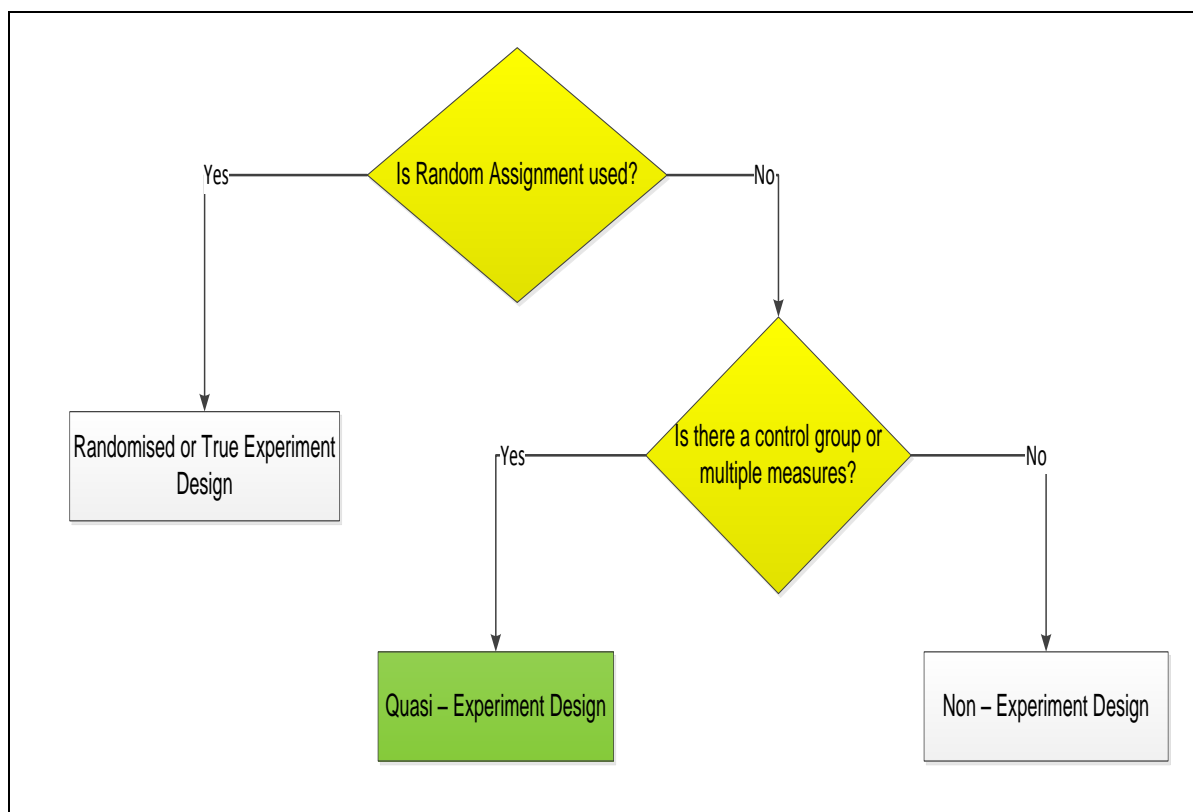 Is Random Assignment used?
Yes
No
Randomised or True Experiment
Design
Is there a control group or
multiple measures?
Yes
No
Quasi – Experiment Design
Non – Experiment Design